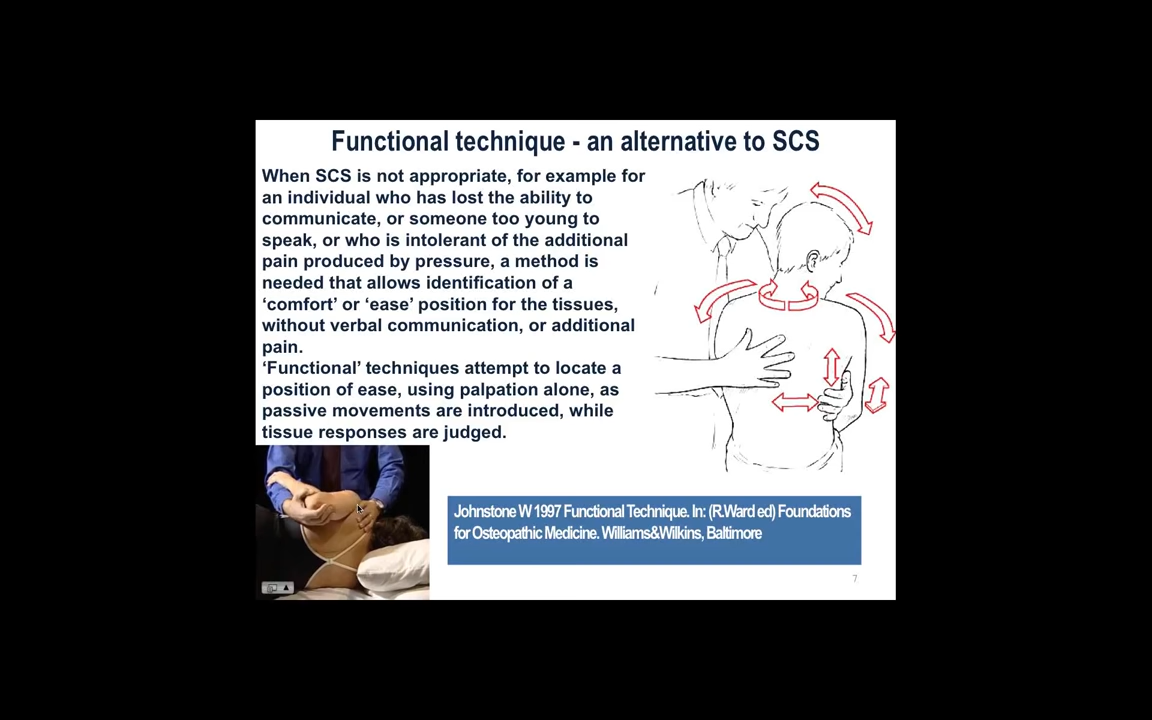 Functional technique - an alternative to SCS
When SCS is not appropriate, for example for
an individual who has lost the ability to
communicate, or someone too young to
speak, or who is intolerant of the additional
pain produced by pressure, a method is
needed that allows identification of a
‘comfort’ or ‘ease’ position for the tissues,
without verbal communication, or additional
pain.
‘Functional’ techniques attempt to locate a
position of ease, using palpation alone, as
passive movements are introduced, while
tissue responses are judged.
Johnstone W 1997 Functional Technique. In: (R.Ward ed) Foundations
for Osteopathic Medicine. Williams&Wilkins, Baltimore
7